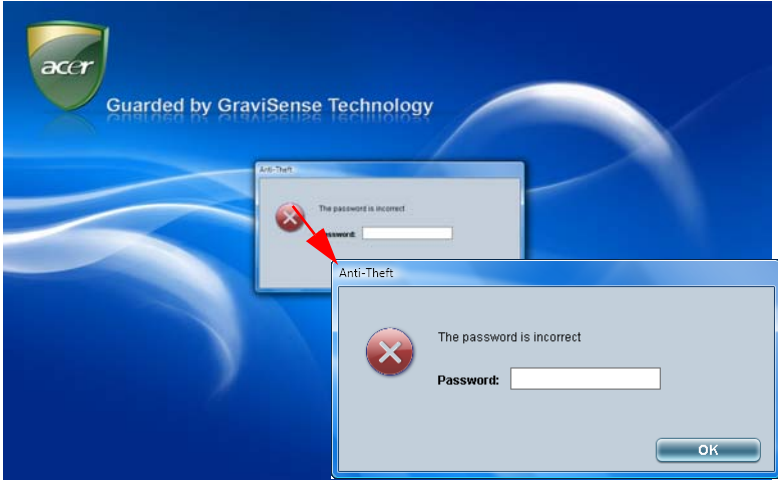 acer
Guarded by GraviSense Technology
Anti-Theft
The password is incorrect
Password:
Anti-Theft
The password is incorrect
Password:
OK